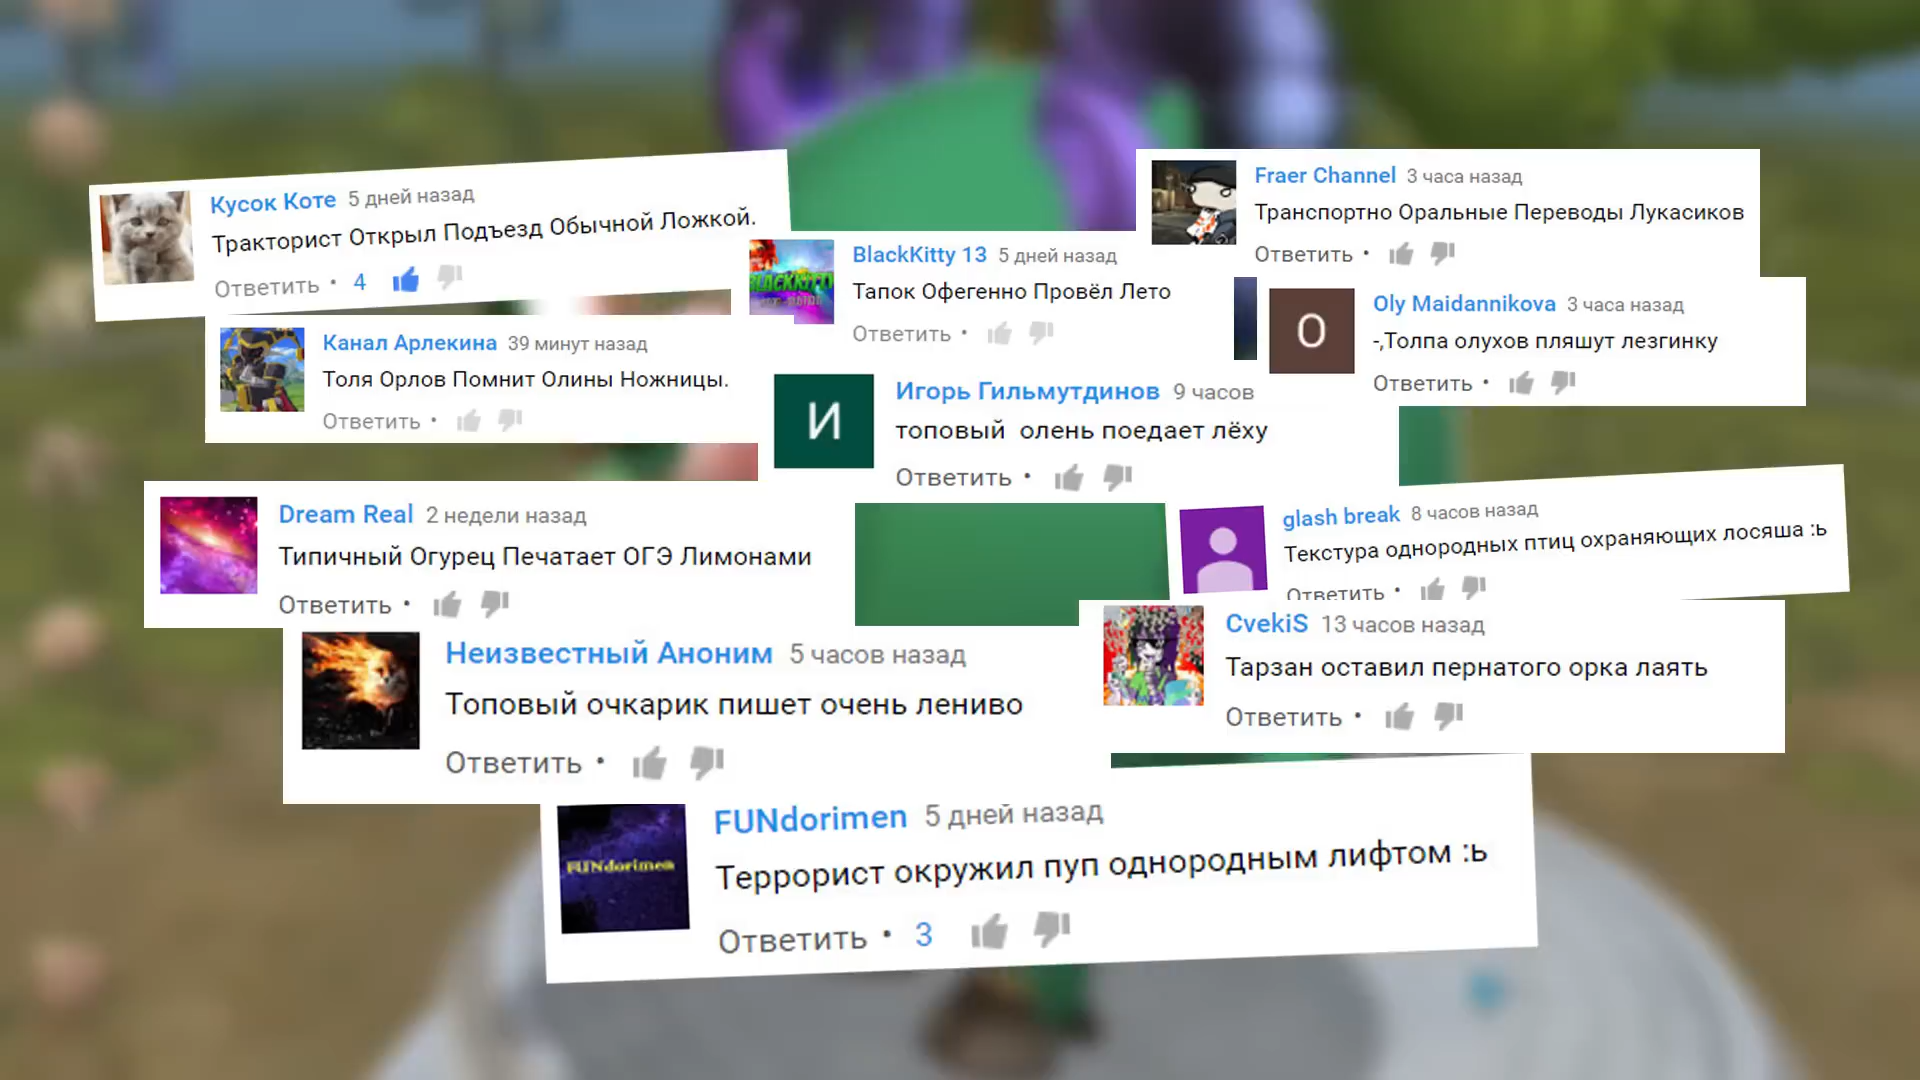 Кусок Коте 5 дней назад
Тракторист Открыл Подъезд Обычной Ложкой.
Ответить • 4
Fraer Channel 3 часа назад
Транспортно Оральные Переводы Лукасиков
Ответить •
BLACKKITTY
BlackKitty 13 5 дней назад
Тапок Офегенно Провёл Лето
Ответить •
О
Oly Maidannikova 3 часа назад
-,Толпа олухов пляшут лезгинку
Ответить •
Канал Арлекина 39 минут назад
Толя Орлов Помнит Олины Ножницы.
Ответить •
И
Игорь Гильмутдинов 9 часов
топовый олень поедает лёху
Ответить •
Dream Real 2 недели назад
Типичный Огурец Печатает ОГЭ Лимонами
Ответить •
glash break 8 часов назад
Текстура однородных птиц охраняющих лосяша :ь
Ответить •
Неизвестный Аноним 5 часов назад
Топовый очкарик пишет очень лениво
Ответить •
CvekiS 13 часов назад
Тарзан оставил пернатого орка лаять
Ответить •
FUNdorimen
FUNdorimen 5 дней назад
Террорист окружил пуп однородным лифтом :ь
Ответить • 3